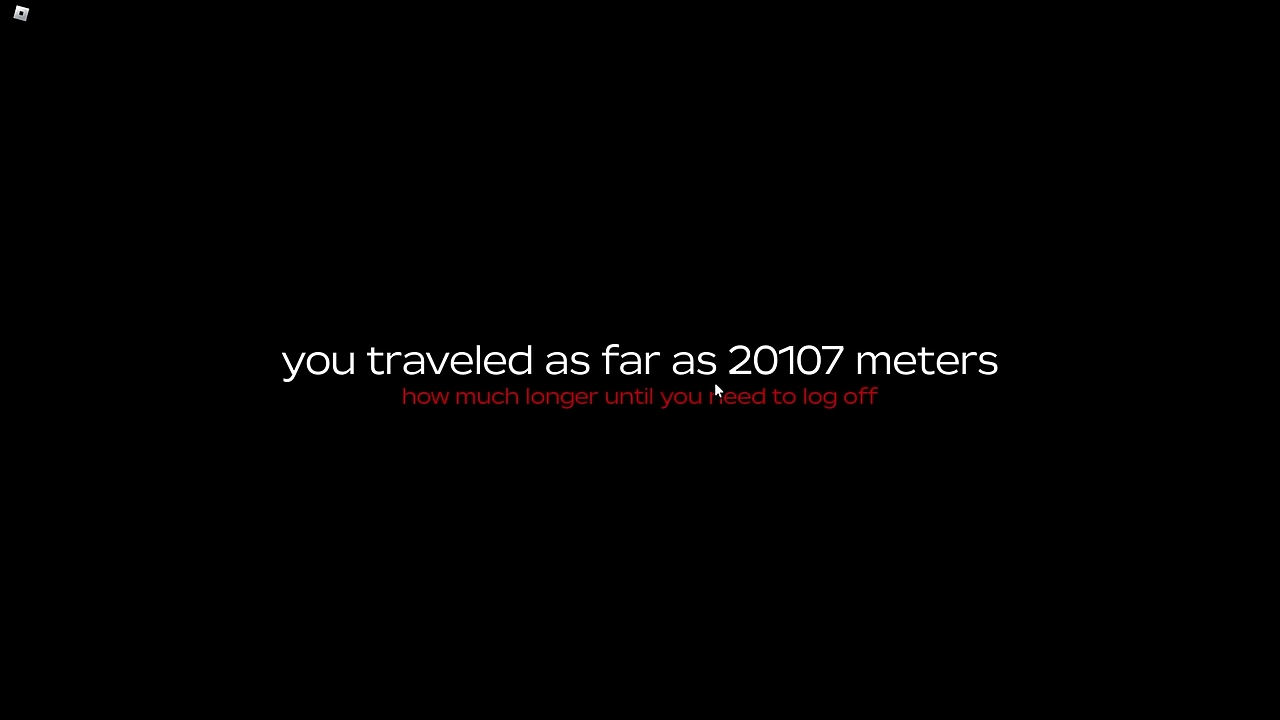 you traveled as far as 20107 meters
how much longer until you need to log off